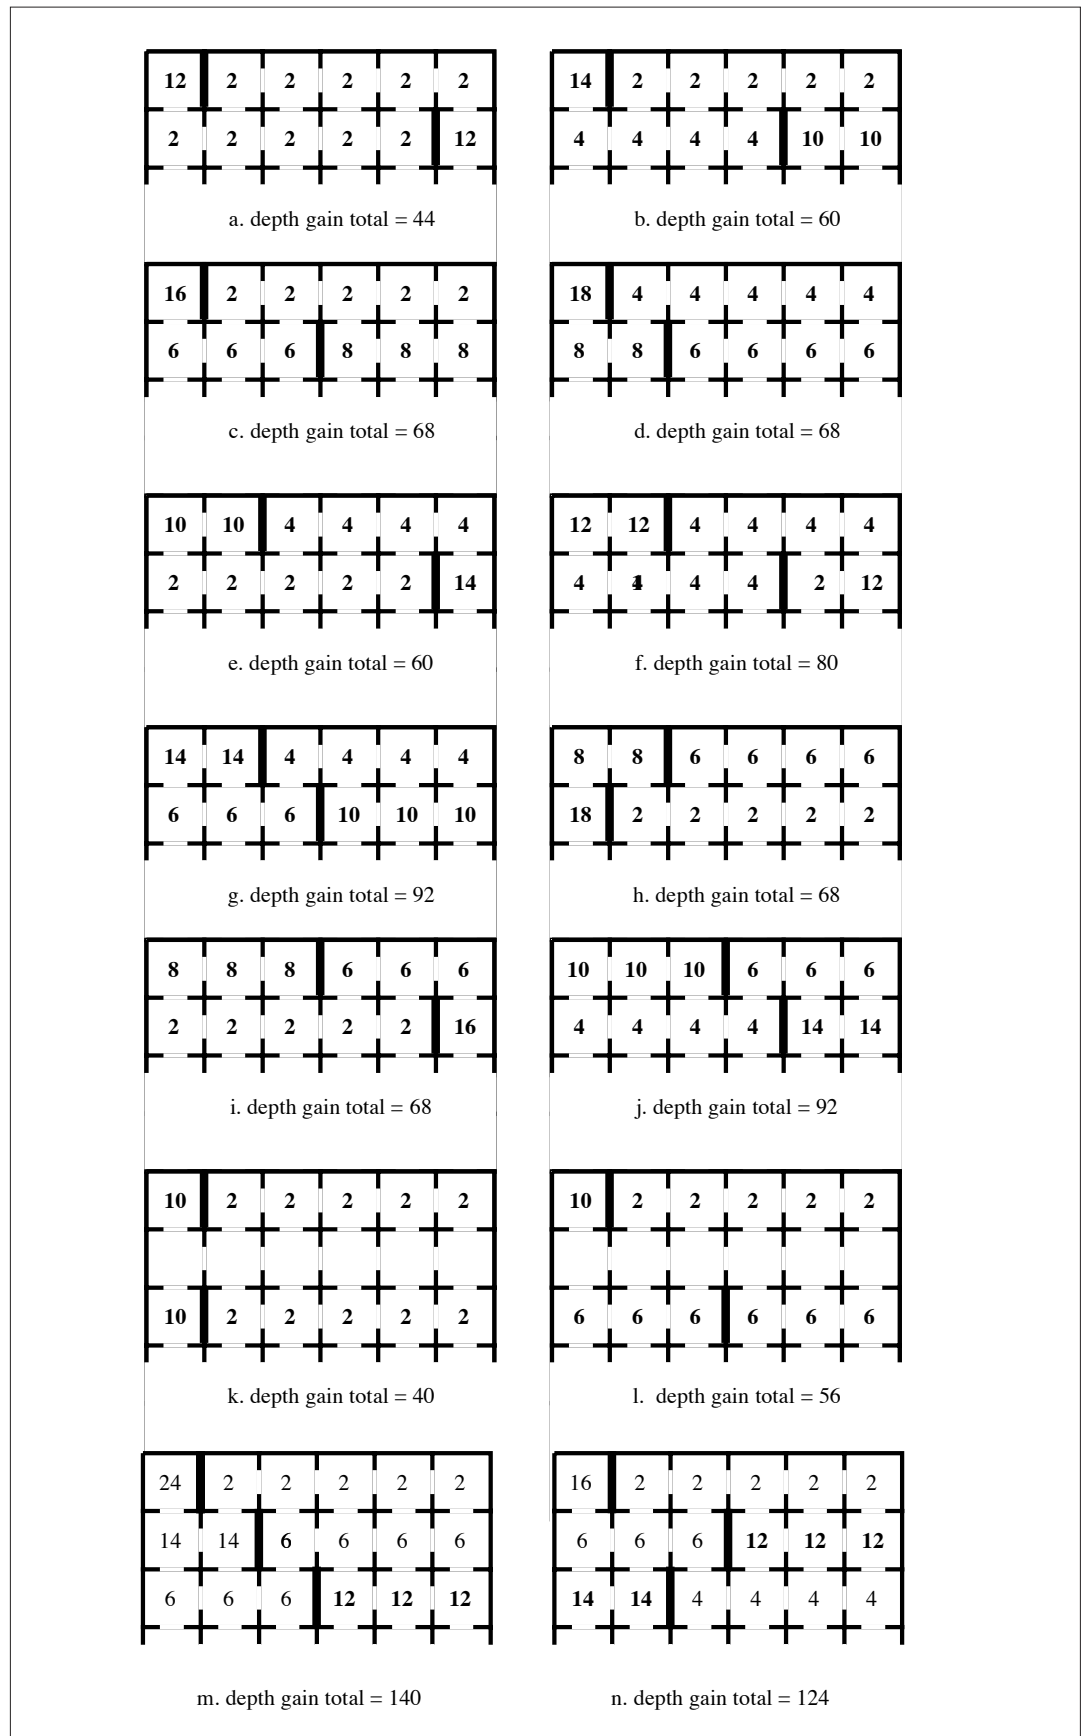 12 2 2 2 2 2 14 2 2 2 2 2
2 2 2 2 2 12 4 4 4 4 10 10
a. depth gain total = 44 b. depth gain total = 60
16 2 2 2 2 2 18 4 4 4 4 4
6 6 6 8 8 8 8 8 6 6 6 6
c. depth gain total = 68 d. depth gain total = 68
10 10 4 4 4 4 12 12 4 4 4 4
2 2 2 2 2 14 4 4 4 2 12
e. depth gain total = 60 f. depth gain total = 80
14 14 4 4 4 4 8 8 6 6 6 6
6 6 6 10 10 10 18 2 2 2 2 2
g. depth gain total = 92 h. depth gain total = 68
8 8 8 6 6 6 10 10 10 6 6 6
2 2 2 2 2 16 4 4 4 4 14 14
i. depth gain total = 68 j. depth gain total = 92
10 2 2 2 2 2 10 2 2 2 2 2
10 2 2 2 2 2 6 6 6 6 6 6
k. depth gain total = 40 l. depth gain total = 56
24 2 2 2 2 2 16 2 2 2 2 2
14 14 6 6 6 6 6 6 6 12 12 12
6 6 6 12 12 12 14 14 4 4 4 4
m. depth gain total = 140 n. depth gain total = 124